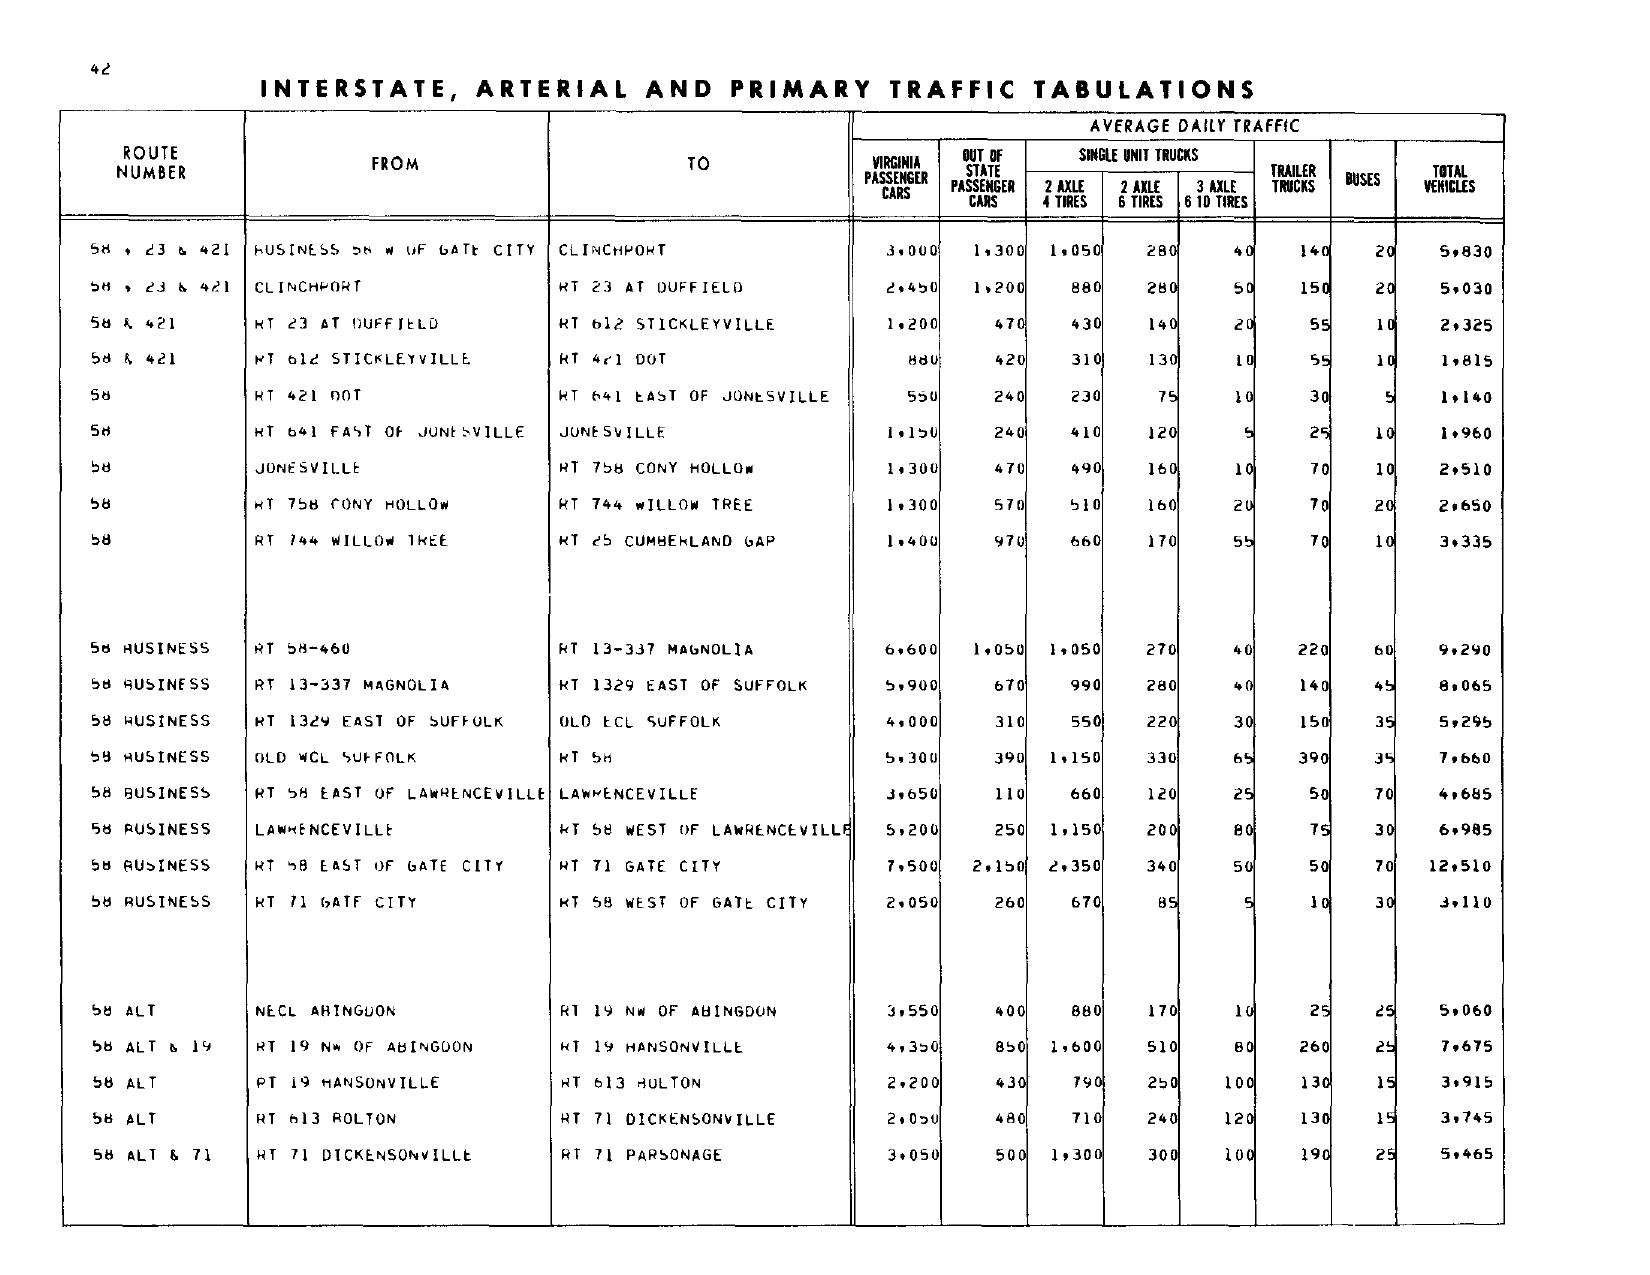 42
INTERSTATE, ARTERIAL AND PRIMARY TRAFFIC TABULATIONS
ROUTE NUMBER FROM TO AVERAGE DAILY TRAFFIC
VIRGINIA PASSENGER CARS OUT OF STATE PASSENGER CARS SINGLE UNIT TRUCKS 2 AXLE 4 TIRES 2 AXLE 6 TIRES 3 AXLE 6 10 TIRES TRAILER TRUCKS BUSES TOTAL VEHICLES
58 , 23 & 421 BUSINESS 58 W OF GATE CITY CLINCHPORT 3,000 1,300 1,050 280 40 140 20 5,830
58 , 23 & 421 CLINCHPORT RT 23 AT DUFFIELD 2,450 1,200 880 280 50 150 20 5,030
58 & 421 RT 23 AT DUFFIELD RT 612 STICKLEYVILLE 1,200 470 430 140 20 55 10 2,325
58 & 421 RT 612 STICKLEYVILLE RT 421 DOT 880 420 310 130 10 55 10 1,815
58 RT 421 DOT RT 641 EAST OF JONESVILLE 550 240 230 75 10 30 5 1,140
58 RT 641 EAST OF JONESVILLE JONESVILLE 1,150 240 410 120 5 25 10 1,960
58 JONESVILLE RT 758 CONY HOLLOW 1,300 470 490 160 10 70 10 2,510
58 RT 758 CONY HOLLOW RT 744 WILLOW TREE 1,300 570 510 160 20 70 20 2,650
58 RT 744 WILLOW TREE RT 25 CUMBERLAND GAP 1,400 970 660 170 55 70 10 3,335
58 BUSINESS RT 58-460 RT 13-337 MAGNOLIA 6,600 1,050 1,050 270 40 220 60 9,290
58 BUSINESS RT 13-337 MAGNOLIA RT 1329 EAST OF SUFFOLK 5,900 670 990 280 40 140 45 8,065
58 BUSINESS RT 1329 EAST OF SUFFOLK OLD ECL SUFFOLK 4,000 310 550 220 30 150 35 5,295
58 BUSINESS OLD WCL SUFFOLK RT 58 5,300 390 1,150 330 65 390 35 7,660
58 BUSINESS RT 58 EAST OF LAWRENCEVILLE LAWRENCEVILLE 3,650 110 660 120 25 50 70 4,685
58 BUSINESS LAWRENCEVILLE RT 58 WEST OF LAWRENCEVILLE 5,200 250 1,150 200 80 75 30 6,985
58 BUSINESS RT 58 EAST OF GATE CITY RT 71 GATE CITY 7,500 2,150 2,350 340 50 50 70 12,510
58 BUSINESS RT 71 GATE CITY RT 58 WEST OF GATE CITY 2,050 260 670 85 5 10 30 3,110
58 ALT NECL ABINGDON RT 19 NW OF ABINGDON 3,550 400 880 170 10 25 25 5,060
58 ALT & 19 RT 19 NW OF ABINGDON RT 19 HANSONVILLE 4,350 850 1,600 510 80 260 25 7,675
58 ALT RT 19 HANSONVILLE RT 613 BOLTON 2,200 430 790 250 100 130 15 3,915
58 ALT RT 613 BOLTON RT 71 DICKENSONVILLE 2,050 480 710 240 120 130 15 3,745
58 ALT & 71 RT 71 DICKENSONVILLE RT 71 PARSONAGE 3,050 500 1,300 300 100 190 25 5,465